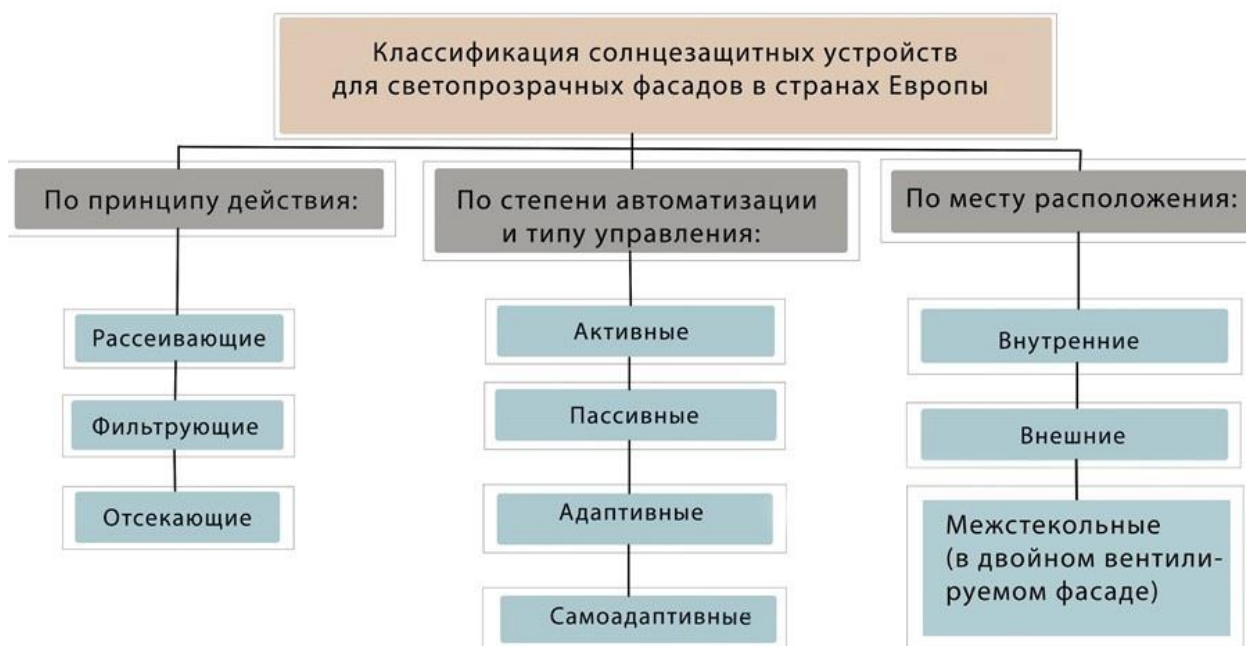 Классификация солнцезащитных устройств
для светопрозрачных фасадов в странах Европы
По принципу действия:
Рассеивающие
Фильтрующие
Отсекающие
По степени автоматизации
и типу управления:
Активные
Пассивные
Адаптивные
Самоадаптивные
По месту расположения:
Внутренние
Внешние
Межстекольные
(в двойном вентили-
руемом фасаде)